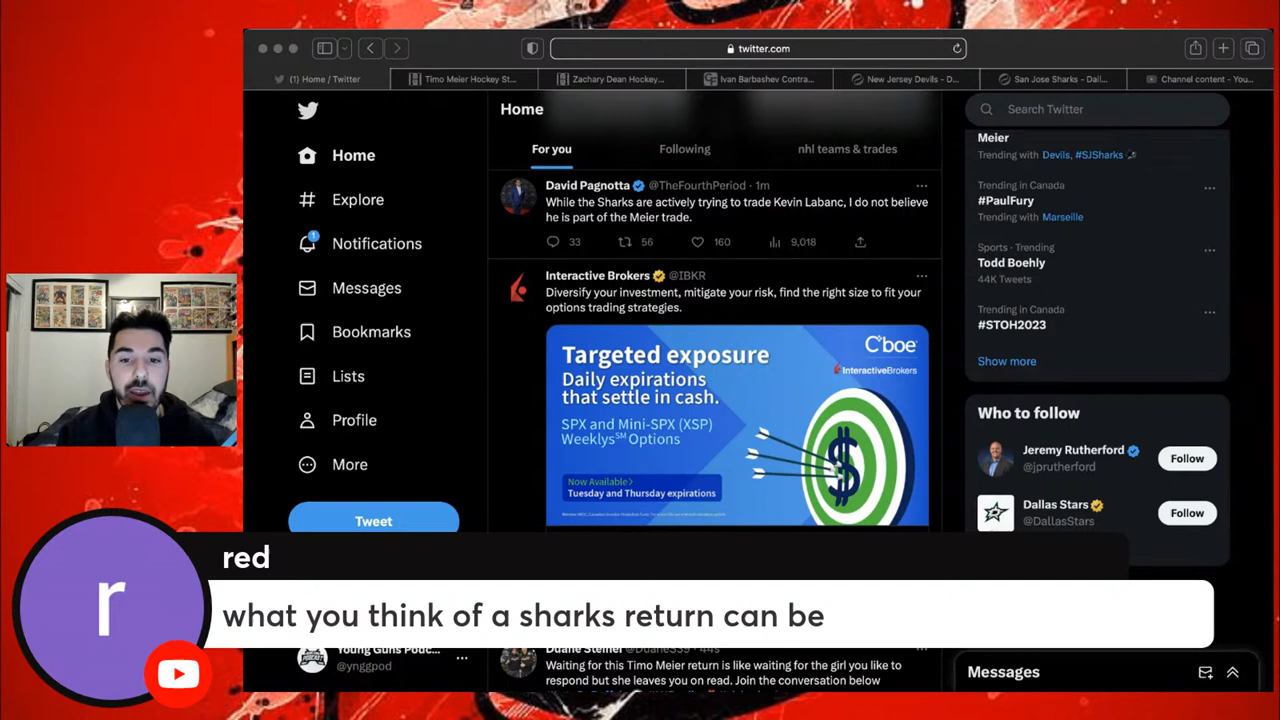 twitter.com
(1) Home / Twitter
Timo Meier Hockey St...
Zachary Dean Hockey...
Ivan Barbashev Contra...
New Jersey Devils - D...
San Jose Sharks - Dall...
Channel content - You...
Home
Explore
1
Notifications
Messages
Bookmarks
Lists
Profile
More
Tweet
@ynggpod
Home
For you
Following
nhl teams & trades
David Pagnotta @TheFourthPeriod · 1m
While the Sharks are actively trying to trade Kevin Labanc, I do not believe
he is part of the Meier trade.
33
56
160
9,018
Interactive Brokers @IBKR
Diversify your investment, mitigate your risk, find the right size to fit your
options trading strategies.
Cboe
InteractiveBrokers
Targeted exposure
Daily expirations
that settle in cash.
SPX and Mini-SPX (XSP)
Weeklys℠ Options
Now Available >
Tuesday and Thursday expirations
$
Waiting for this Timo Meier return is like waiting for the girl you like to
respond but she leaves you on read. Join the conversation below
Search Twitter
Meier
Trending with Devils, #SJSharks
Trending in Canada
#PaulFury
Trending with Marseille
Sports · Trending
Todd Boehly
44K Tweets
Trending in Canada
#STOH2023
Show more
Who to follow
Jeremy Rutherford
@jprutherford
Follow
Dallas Stars
@DallasStars
Follow
Messages
r
red
what you think of a sharks return can be